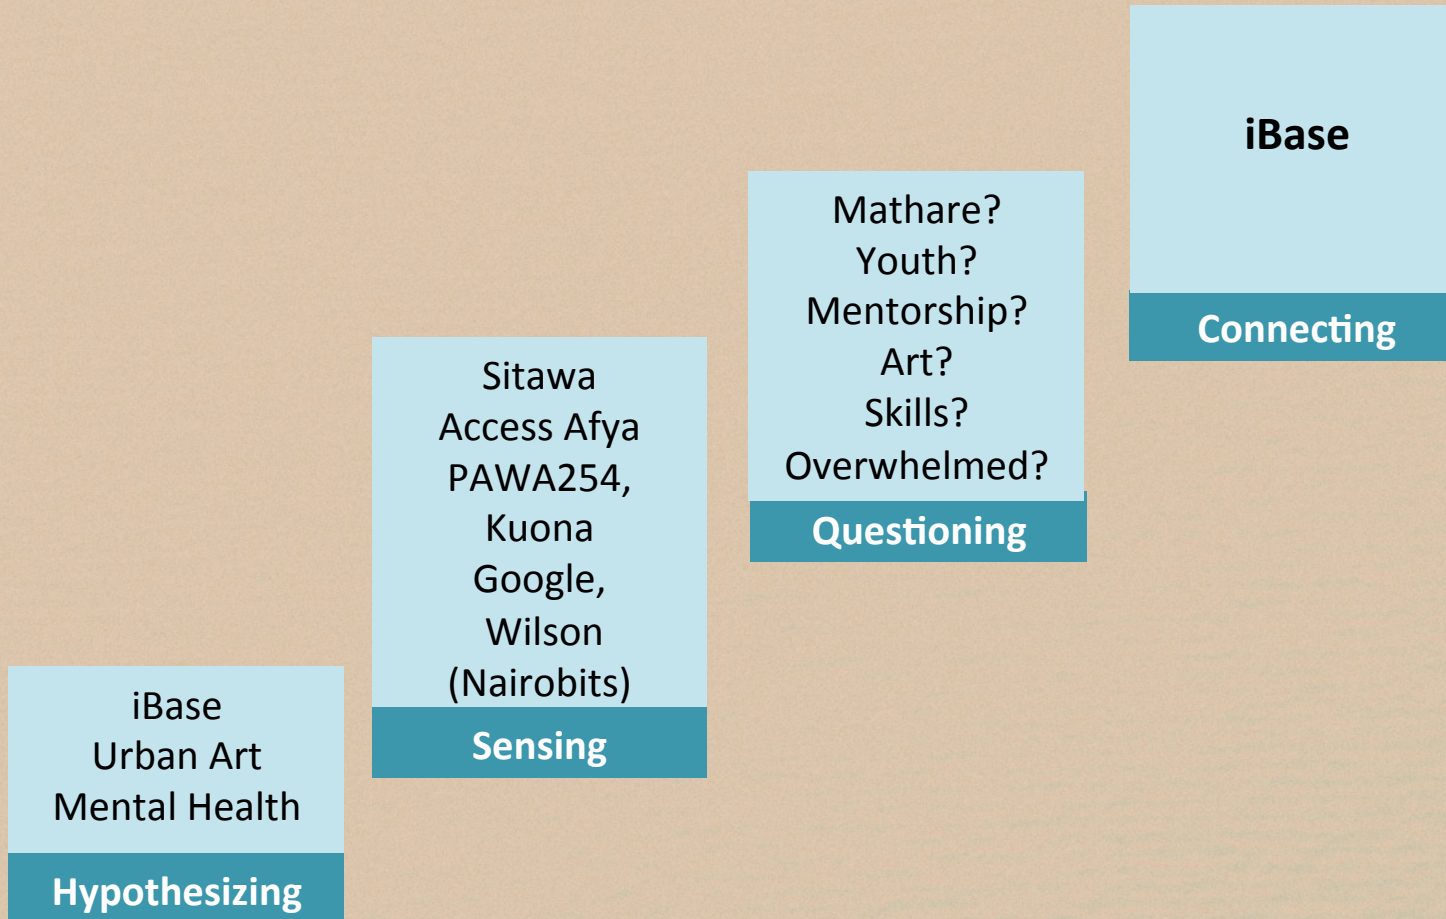 iBase
Urban Art
Mental Health
Hypothesizing
Sitawa
Access Afya
PAWA254,
Kuona
Google,
Wilson
(Nairobits)
Sensing
Mathare?
Youth?
Mentorship?
Art?
Skills?
Overwhelmed?
Questioning
iBase
Connecting